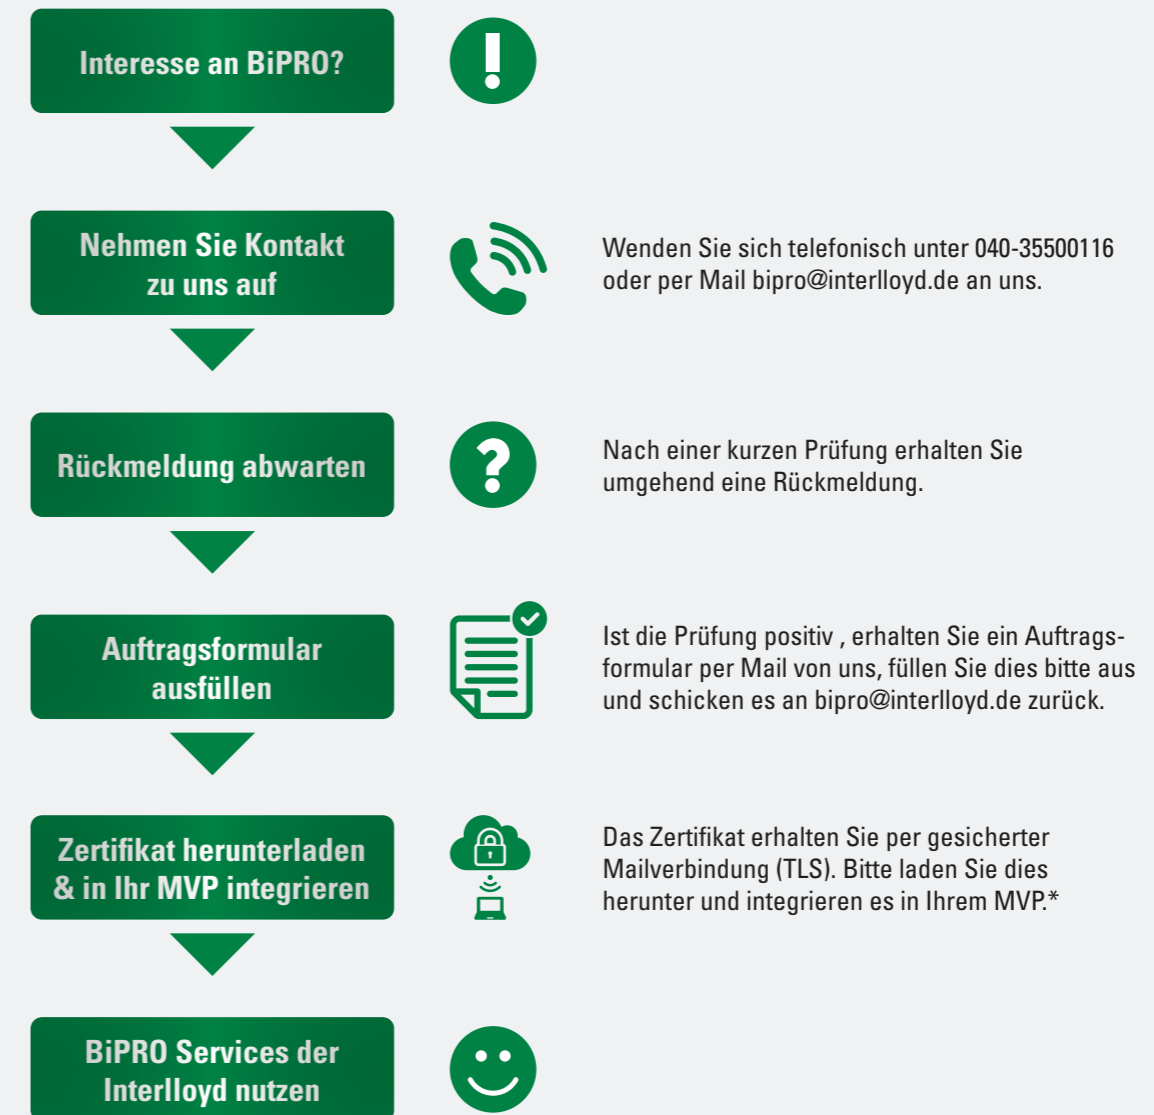 Interesse an BiPRO?
Nehmen Sie Kontakt
zu uns auf
Wenden Sie sich telefonisch unter 040-35500116
oder per Mail bipro@interlloyd.de an uns.
Rückmeldung abwarten
Nach einer kurzen Prüfung erhalten Sie
umgehend eine Rückmeldung.
Auftragsformular
ausfüllen
Ist die Prüfung positiv , erhalten Sie ein Auftrags-
formular per Mail von uns, füllen Sie dies bitte aus
und schicken es an bipro@interlloyd.de zurück.
Zertifikat herunterladen
& in Ihr MVP integrieren
Das Zertifikat erhalten Sie per gesicherter
Mailverbindung (TLS). Bitte laden Sie dies
herunter und integrieren es in Ihrem MVP.*
BiPRO Services der
Interlloyd nutzen